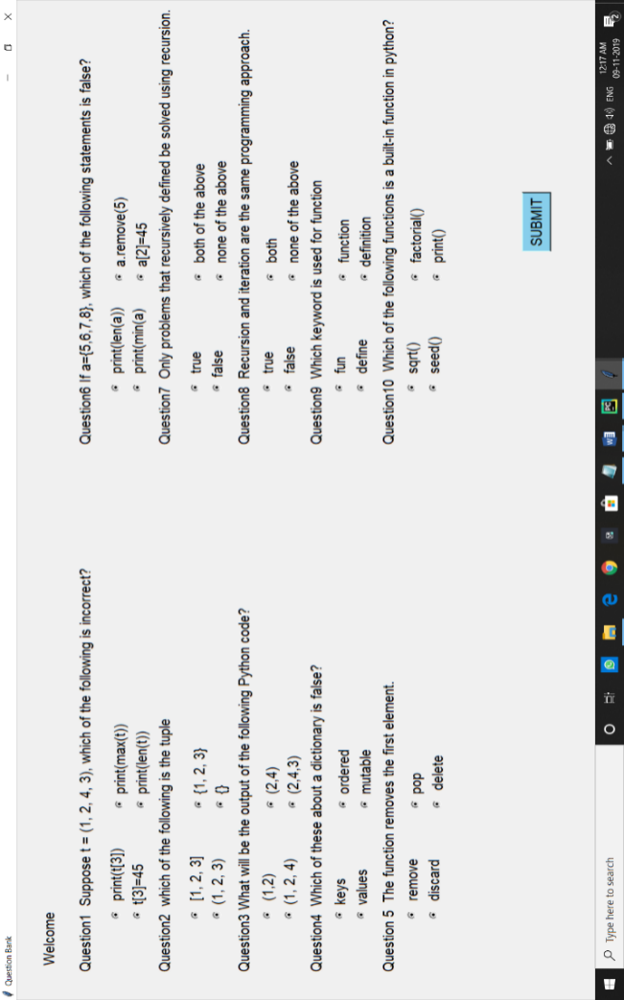 Question Bank
Welcome
Question1 Suppose t = (1, 2, 4, 3), which of the following is incorrect?
print(t[3]) print(max(t))
t[3]=45 print(len(t))
Question2 which of the following is the tuple
[1, 2, 3] {1, 2, 3}
(1, 2, 3) {}
Question3 What will be the output of the following Python code?
(1,2) (2,4)
(1, 2, 4) (2,4,3)
Question4 Which of these about a dictionary is false?
keys ordered
values mutable
Question 5 The function removes the first element.
remove pop
discard delete
Question6 If a={5,6,7,8}, which of the following statements is false?
print(len(a)) a.remove(5)
print(min(a) a[2]=45
Question7 Only problems that recursively defined be solved using recursion.
true both of the above
false none of the above
Question8 Recursion and iteration are the same programming approach.
true both
false none of the above
Question9 Which keyword is used for function
fun function
define definition
Question10 Which of the following functions is a built-in function in python?
sqrt() factorial()
seed() print()
SUBMIT
Type here to search
ENG
12:17 AM
09-11-2019
2